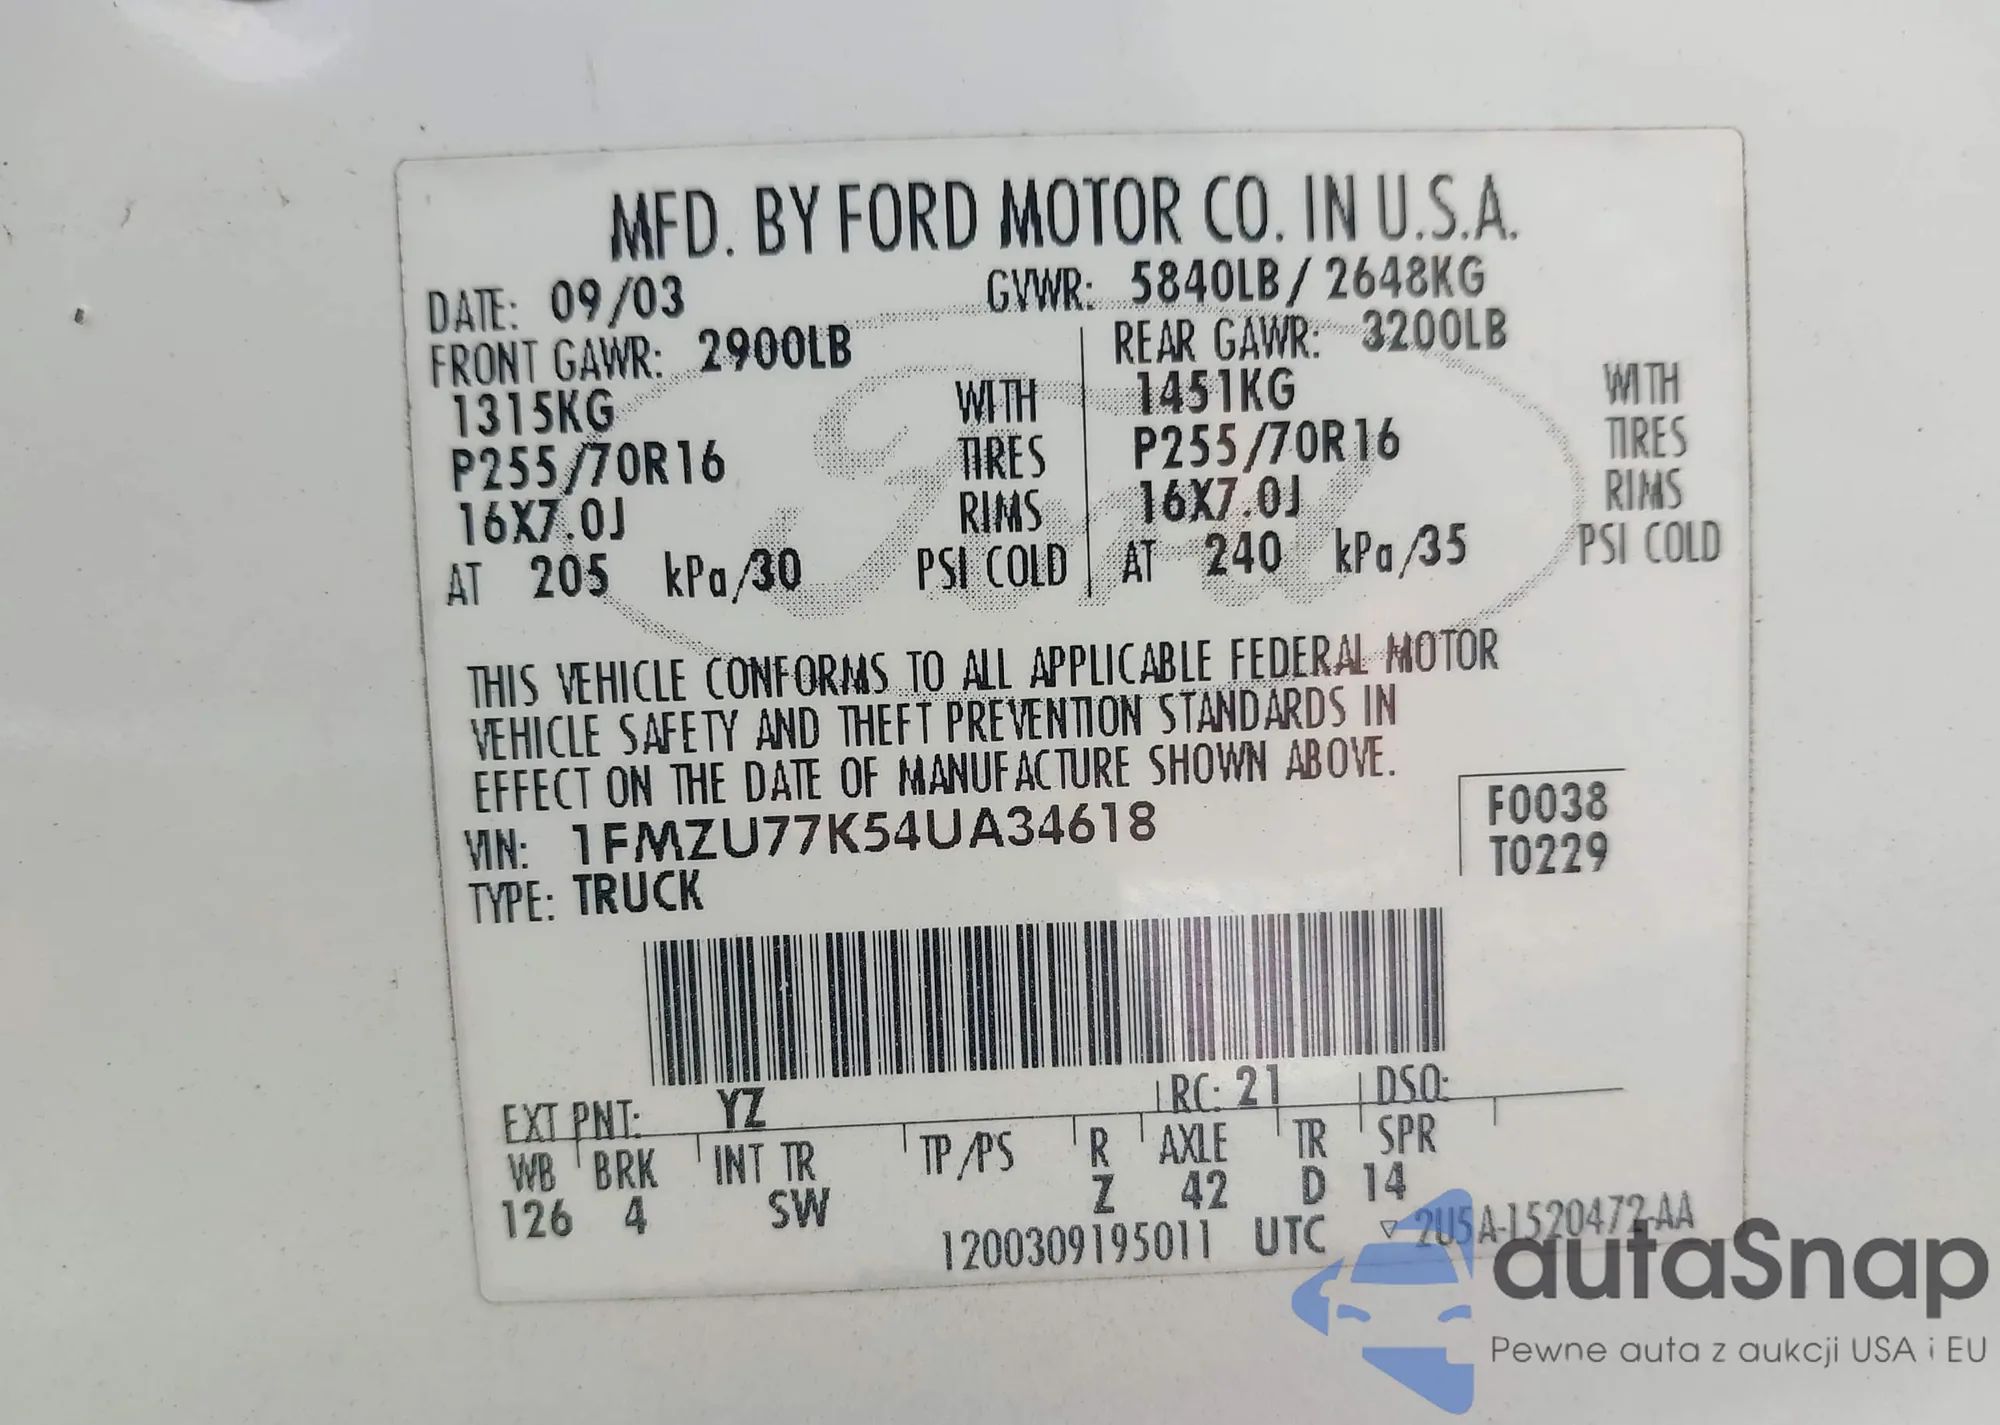 MFD. BY FORD MOTOR CO. IN U.S.A.
DATE: 09/03 GVWR: 5840LB / 2648KG
FRONT GAWR: 2900LB REAR GAWR: 3200LB
1315KG WITH 1451KG WITH
P255/70R16 TIRES P255/70R16 TIRES
16X7.0J RIMS 16X7.0J RIMS
AT 205 kPa/30 PSI COLD AT 240 kPa/35 PSI COLD
Ford
THIS VEHICLE CONFORMS TO ALL APPLICABLE FEDERAL MOTOR
VEHICLE SAFETY AND THEFT PREVENTION STANDARDS IN
EFFECT ON THE DATE OF MANUFACTURE SHOWN ABOVE.
VIN: 1FMZU77K54UA34618 F0038
TYPE: TRUCK T0229
EXT PNT: YZ RC: 21 DSO:
WB BRK INT TR TP/PS R AXLE TR SPR
126 4 SW Z 42 D 14
1200309195011 UTC ▽ 2U5A-1520472-AA
autaSnap
Pewne auta z aukcji USA i EU